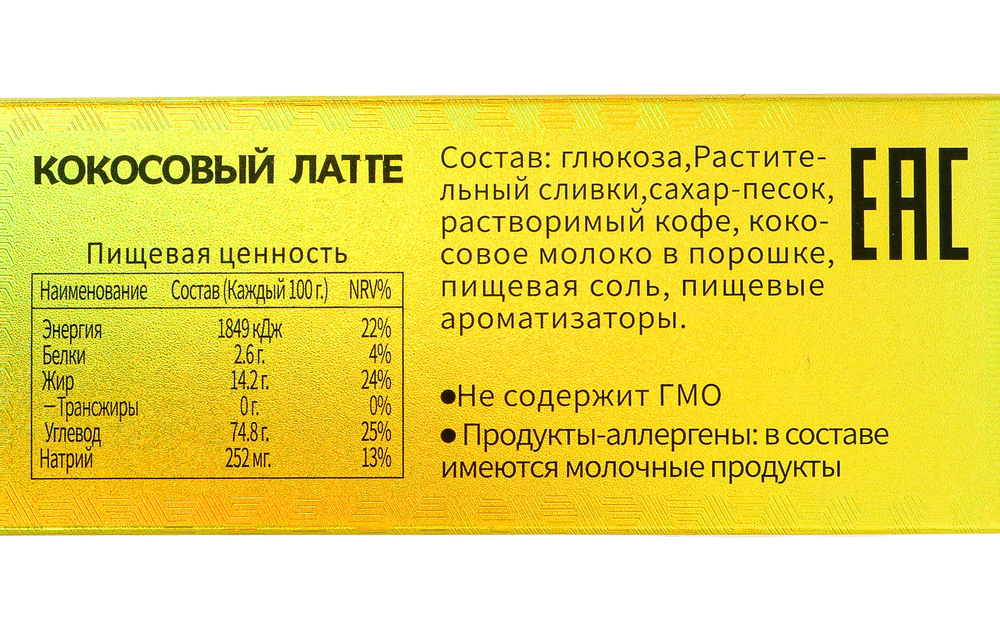 КОКОСОВЫЙ ЛАТТЕ
Пищевая ценность
Наименование Состав (Каждый 100 г.) NRV%
Энергия 1849 кДж 22%
Белки 2.6 г. 4%
Жир 14.2 г. 24%
—Трансжиры 0 г. 0%
Углевод 74.8 г. 25%
Натрий 252 мг. 13%
Состав: глюкоза,Растите-
льный сливки,сахар-песок,
растворимый кофе, коко-
совое молоко в порошке,
пищевая соль, пищевые
ароматизаторы.
●Не содержит ГМО
● Продукты-аллергены: в составе
имеются молочные продукты
EAC